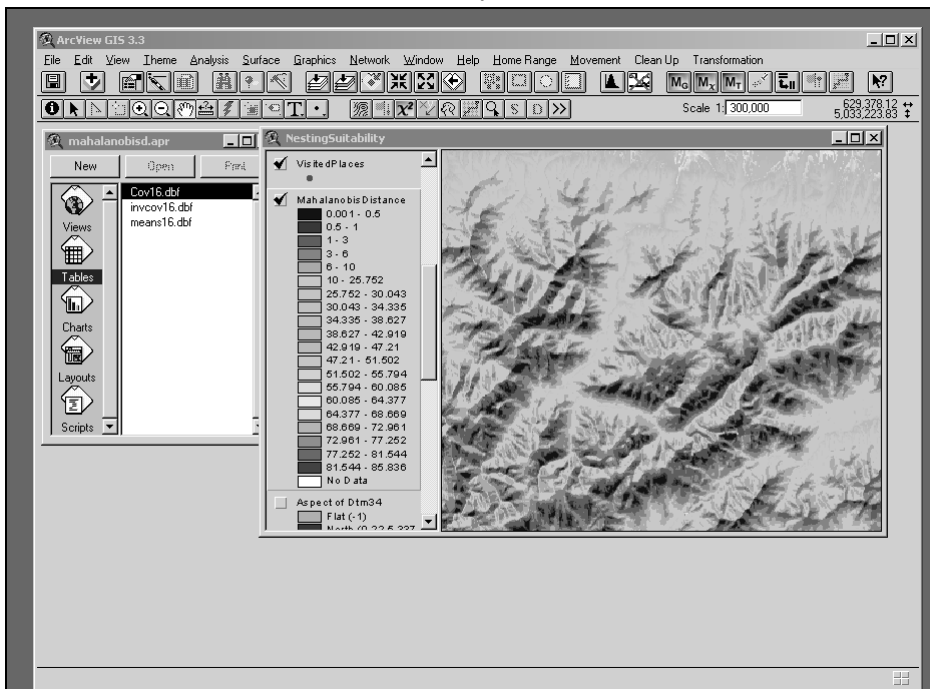 ArcView GIS 3.3
File Edit View Theme Analysis Surface Graphics Network Window Help Home Range Movement Clean Up Transformation
Scale 1: 300,000
629,378.12
5,033,223.83
mahalanobisd.apr
New Open Print
Views
Tables
Charts
Layouts
Scripts
Cov16.dbf
invcov16.dbf
means16.dbf
NestingSuitability
VisitedPlaces
MahalanobisDistance
0.001 - 0.5
0.5 - 1
1 - 3
3 - 6
6 - 10
10 - 25.752
25.752 - 30.043
30.043 - 34.335
34.335 - 38.627
38.627 - 42.919
42.919 - 47.21
47.21 - 51.502
51.502 - 55.794
55.794 - 60.085
60.085 - 64.377
64.377 - 68.669
68.669 - 72.961
72.961 - 77.252
77.252 - 81.544
81.544 - 85.836
No Data
Aspect of Dtm34
Flat (-1)